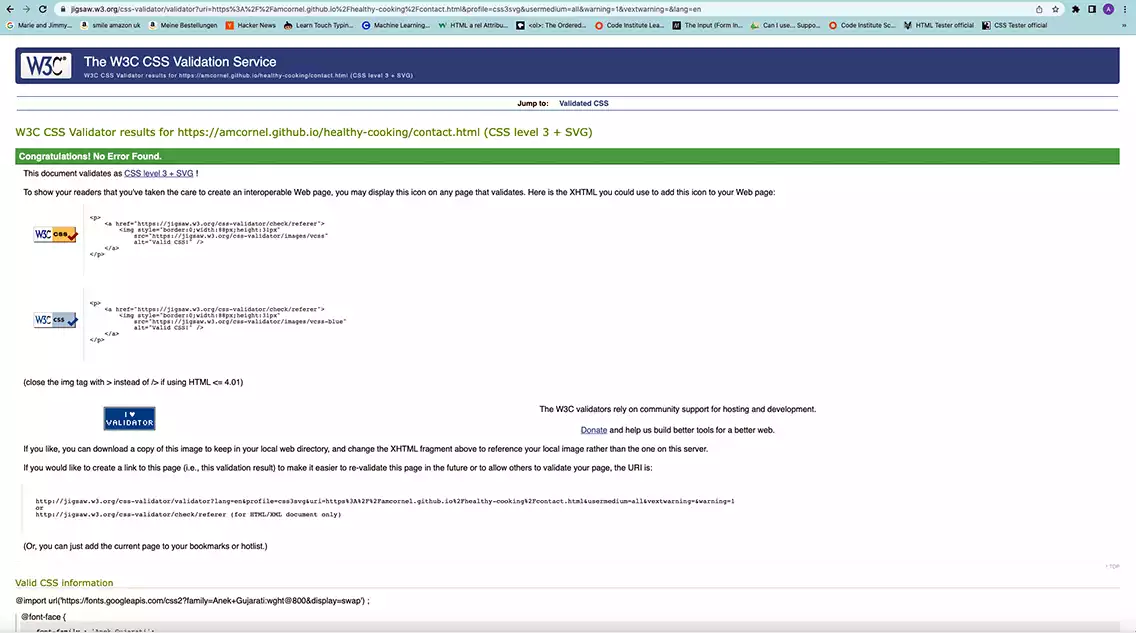 jigsaw.w3.org/css-validator/validator?uri=https%3A%2F%2Famcornel.github.io%2Fhealthy-cooking%2Fcontact.html&profile=css3svg&usermedium=all&warning=1&vextwarning=&lang=en
Marie and Jimmy... smile amazon uk Meine Bestellungen Hacker News Learn Touch Typin... Machine Learning... HTML a rel Attribu... <ol>: The Ordered... Code Institute Lea... The Input (Form In... Can I use... Suppo... Code Institute Sc... HTML Tester official CSS Tester official »
W3C The W3C CSS Validation Service
W3C CSS Validator results for https://amcornel.github.io/healthy-cooking/contact.html (CSS level 3 + SVG)
Jump to: Validated CSS
W3C CSS Validator results for https://amcornel.github.io/healthy-cooking/contact.html (CSS level 3 + SVG)
Congratulations! No Error Found.
This document validates as CSS level 3 + SVG !
To show your readers that you've taken the care to create an interoperable Web page, you may display this icon on any page that validates. Here is the XHTML you could use to add this icon to your Web page:
W3C css
<p>
<a href="https://jigsaw.w3.org/css-validator/check/referer">
<img style="border:0;width:88px;height:31px"
src="https://jigsaw.w3.org/css-validator/images/vcss"
alt="Valid CSS!" />
</a>
</p>
W3C css
<p>
<a href="https://jigsaw.w3.org/css-validator/check/referer">
<img style="border:0;width:88px;height:31px"
src="https://jigsaw.w3.org/css-validator/images/vcss-blue"
alt="Valid CSS!" />
</a>
</p>
(close the img tag with > instead of /> if using HTML <= 4.01)
I ♥
VALIDATOR
The W3C validators rely on community support for hosting and development.
Donate and help us build better tools for a better web.
If you like, you can download a copy of this image to keep in your local web directory, and change the XHTML fragment above to reference your local image rather than the one on this server.
If you would like to create a link to this page (i.e., this validation result) to make it easier to re-validate this page in the future or to allow others to validate your page, the URI is:
http://jigsaw.w3.org/css-validator/validator?lang=en&profile=css3svg&uri=https%3A%2F%2Famcornel.github.io%2Fhealthy-cooking%2Fcontact.html&usermedium=all&vextwarning=&warning=1
or
http://jigsaw.w3.org/css-validator/check/referer (for HTML/XML document only)
(Or, you can just add the current page to your bookmarks or hotlist.)
↑ TOP
Valid CSS information
@import url('https://fonts.googleapis.com/css2?family=Anek+Gujarati:wght@800&display=swap') ;
@font-face {
font-family : 'Anek Gujarati';